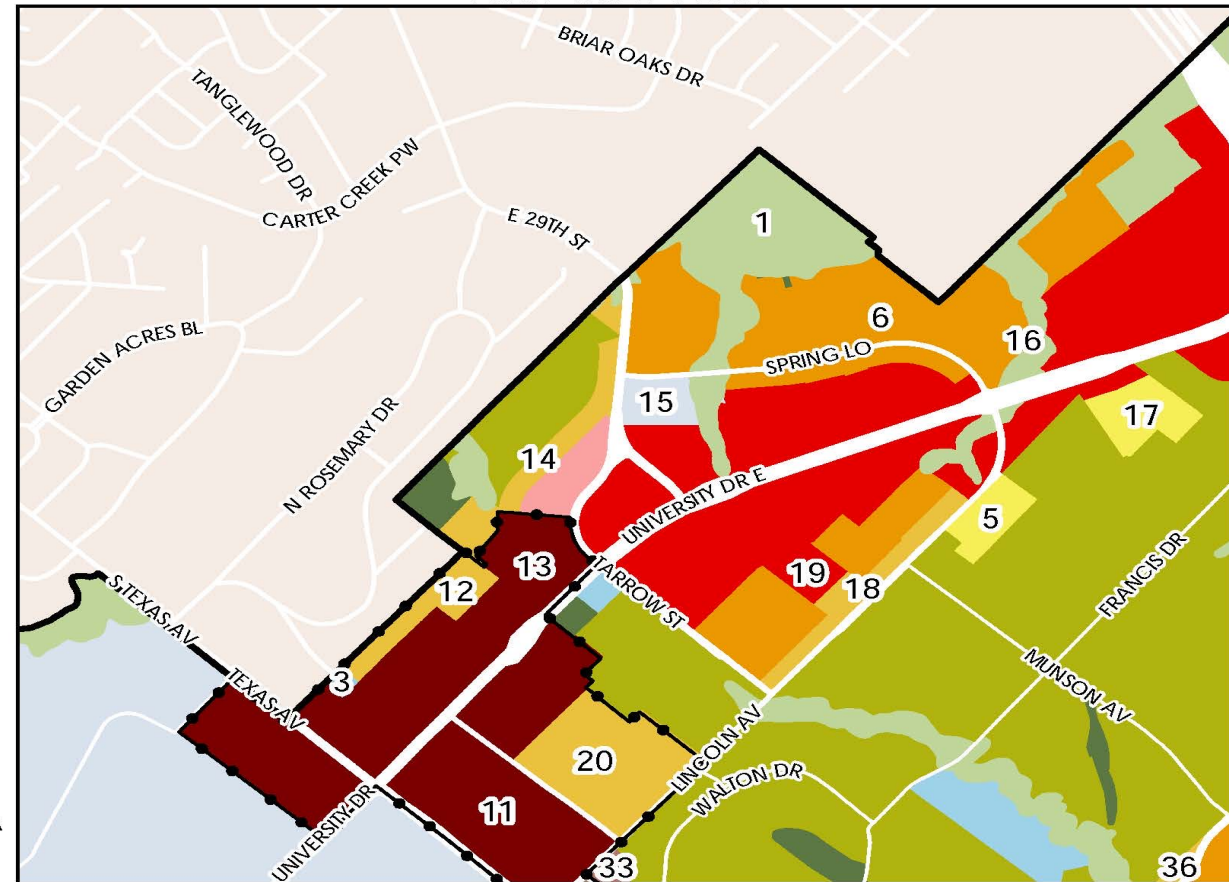 BRIAR OAKS DR
TANGLEWOOD DR
CARTER CREEK PW
E 29TH ST
1
6
16
SPRING LO
GARDEN ACRES BL
15
17
N ROSEMARY DR
14
UNIVERSITY DR E
5
13
TARROW ST
19
18
FRANCIS DR
12
S TEXAS AV
3
TEXAS AV
MUNSON AV
LINCOLN AV
20
WALTON DR
11
UNIVERSITY DR
33
36